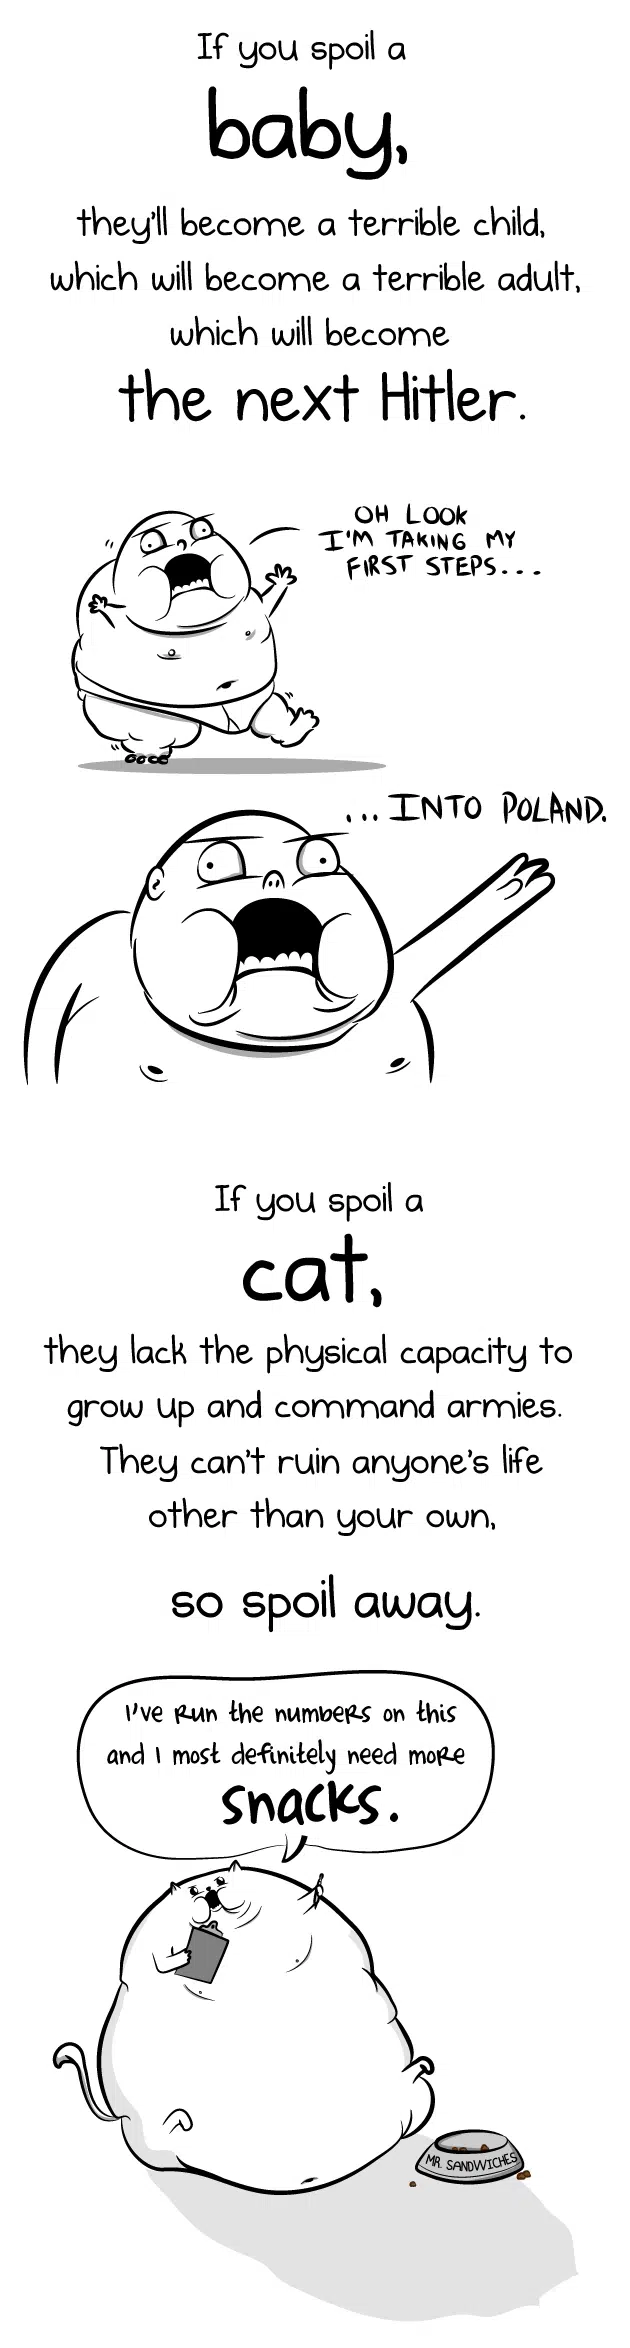 If you spoil a
baby,
they'll become a terrible child,
which will become a terrible adult,
which will become
the next Hitler.
OH LOOK
I'M TAKING MY
FIRST STEPS...
...INTO POLAND.
If you spoil a
cat,
they lack the physical capacity to
grow up and command armies.
They can't ruin anyone's life
other than your own,
so spoil away.
I've Run the numbeRs on this
and I most definitely need moRe
snacks.
MR. SANDWICHES